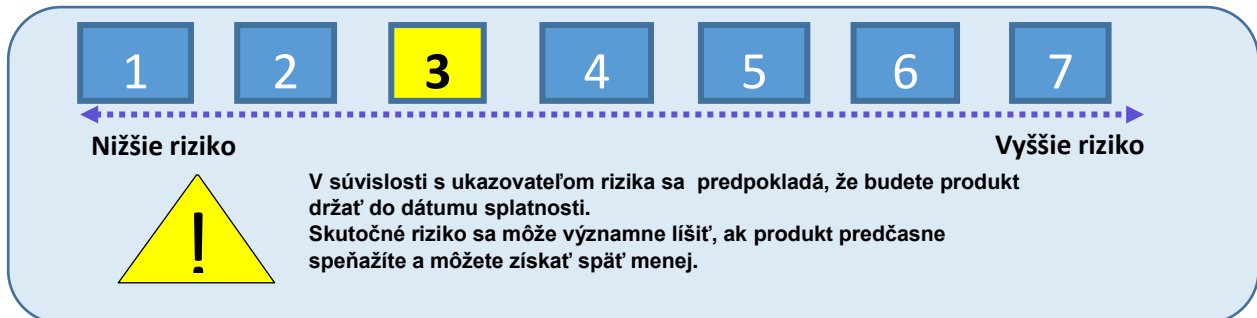 1 2 3 4 5 6 7
Nižšie riziko Vyššie riziko
!
V súvislosti s ukazovateľom rizika sa predpokladá, že budete produkt
držať do dátumu splatnosti.
Skutočné riziko sa môže významne líšiť, ak produkt predčasne
speňažíte a môžete získať späť menej.